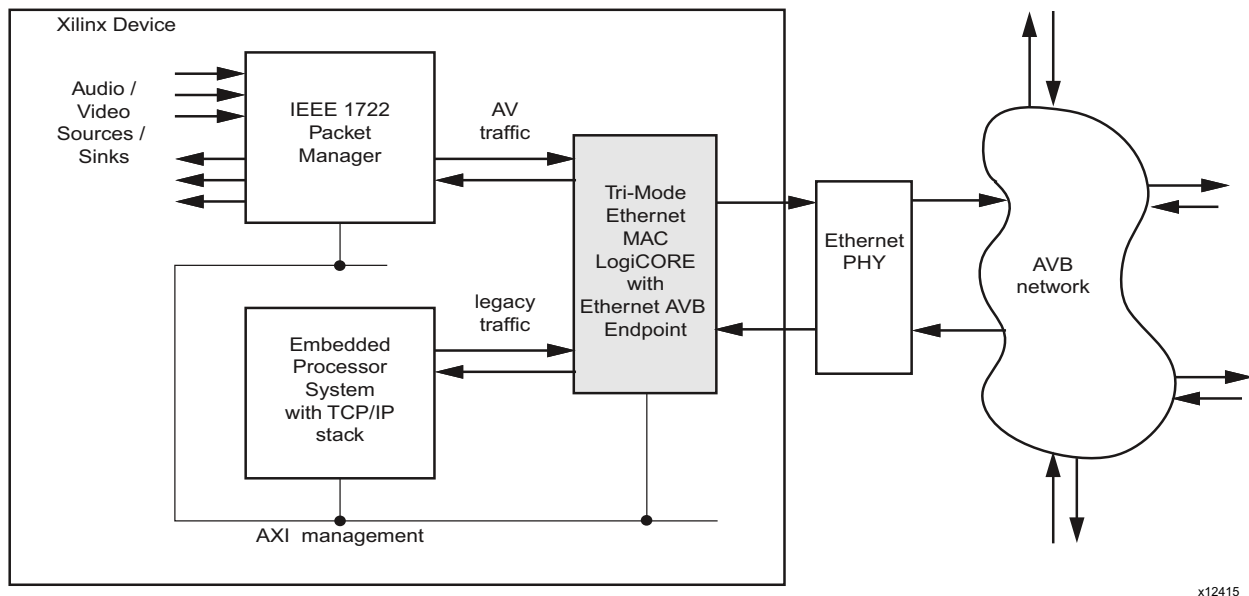 Xilinx Device
Audio /
Video
Sources /
Sinks
IEEE 1722
Packet
Manager
AV
traffic
Tri-Mode
Ethernet
MAC
LogiCORE
with
Ethernet AVB
Endpoint
Ethernet
PHY
AVB
network
legacy
traffic
Embedded
Processor
System
with TCP/IP
stack
AXI management
x12415